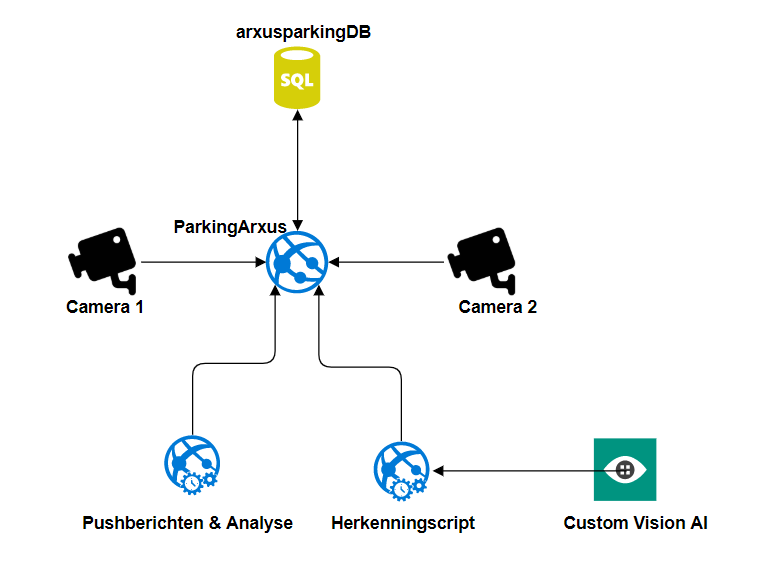 arxusparkingDB
SQL
ParkingArxus
Camera 1
Camera 2
Pushberichten & Analyse
Herkenningscript
Custom Vision AI